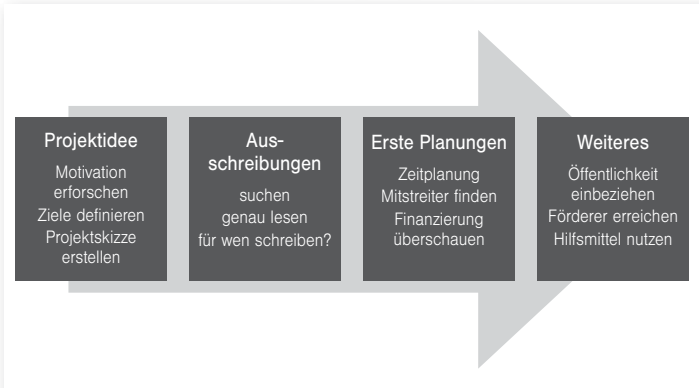 Projektidee
Motivation
erforschen
Ziele definieren
Projektskizze
erstellen
Aus-
schreibungen
suchen
genau lesen
für wen schreiben?
Erste Planungen
Zeitplanung
Mitstreiter finden
Finanzierung
überschauen
Weiteres
Öffentlichkeit
einbeziehen
Förderer erreichen
Hilfsmittel nutzen